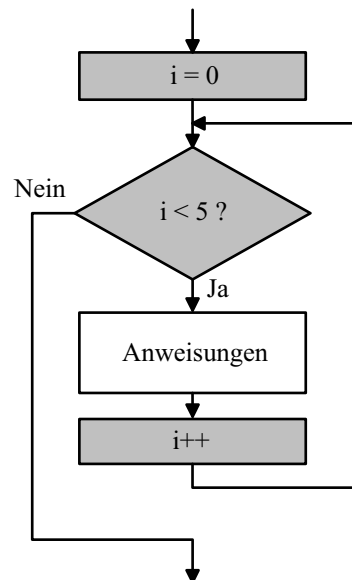 i = 0
Nein
i < 5 ?
Ja
Anweisungen
i++